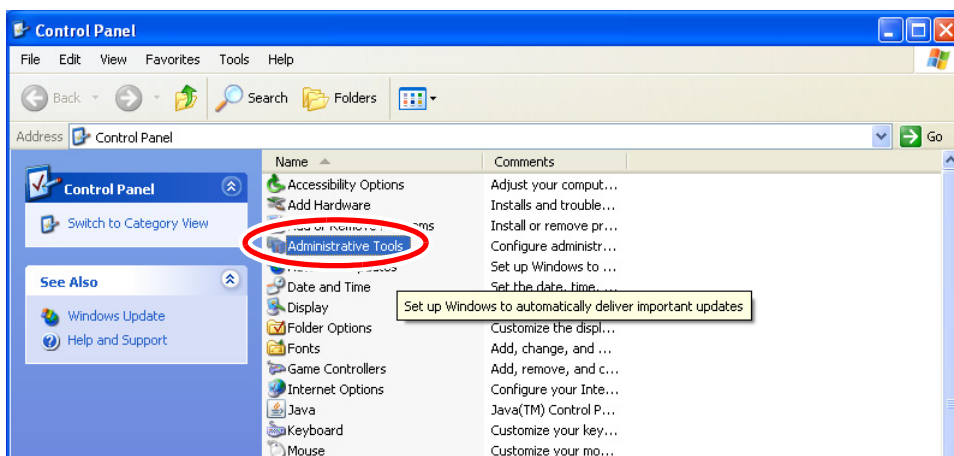 Control Panel
File Edit View Favorites Tools Help
Back Search Folders
Address Control Panel Go
Name Comments
Control Panel
Switch to Category View
See Also
Windows Update
Help and Support
Accessibility Options Adjust your comput...
Add Hardware Installs and trouble...
Add or Remove Install or remove pr...
Administrative Tools Configure administr...
Set up Windows to ...
Date and Time Set the date, time, ...
Set up Windows to automatically deliver important updates
Display
Folder Options Customize the displ...
Fonts Add, change, and ...
Game Controllers Add, remove, and c...
Internet Options Configure your Inte...
Java Java(TM) Control P...
Keyboard Customize your key...
Mouse Customize your mo...